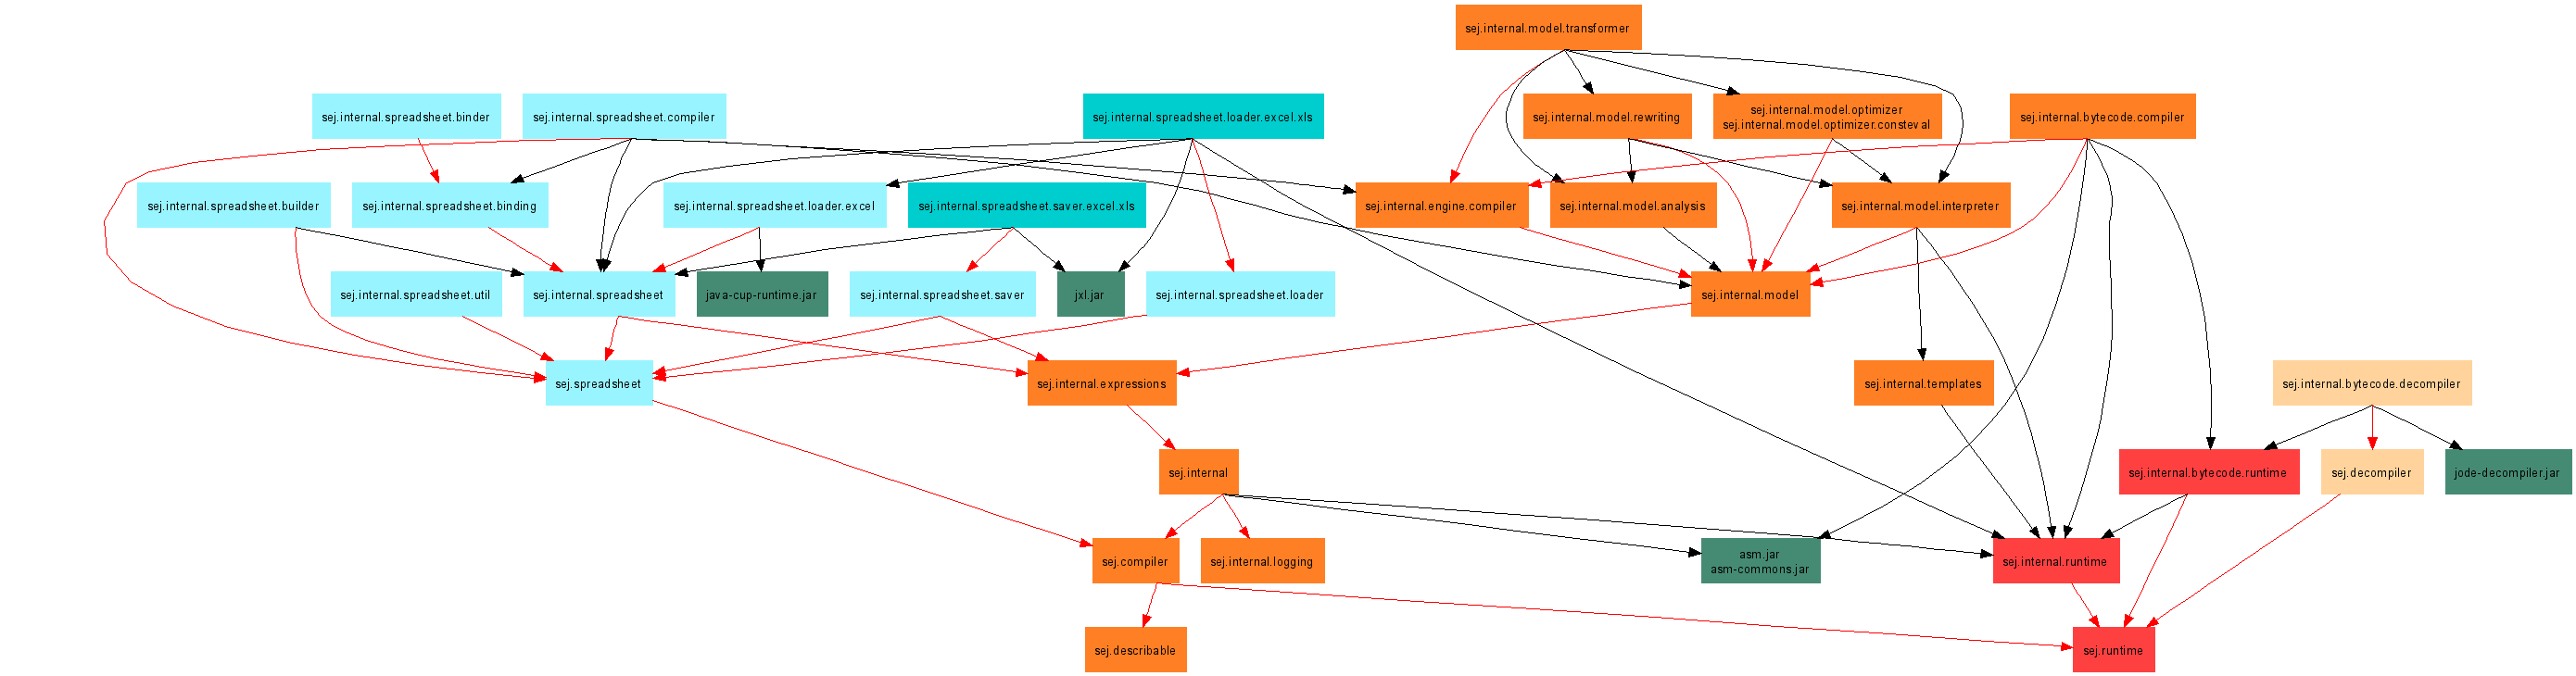 sej.internal.model.transformer
sej.internal.spreadsheet.binder
sej.internal.spreadsheet.compiler
sej.internal.spreadsheet.loader.excel.xls
sej.internal.model.rewriting
sej.internal.model.optimizer
sej.internal.model.optimizer.consteval
sej.internal.bytecode.compiler
sej.internal.spreadsheet.builder
sej.internal.spreadsheet.binding
sej.internal.spreadsheet.loader.excel
sej.internal.spreadsheet.saver.excel.xls
sej.internal.engine.compiler
sej.internal.model.analysis
sej.internal.model.interpreter
sej.internal.spreadsheet.util
sej.internal.spreadsheet
java-cup-runtime.jar
sej.internal.spreadsheet.saver
jxl.jar
sej.internal.spreadsheet.loader
sej.internal.model
sej.spreadsheet
sej.internal.expressions
sej.internal.templates
sej.internal.bytecode.decompiler
sej.internal
sej.internal.bytecode.runtime
sej.decompiler
jode-decompiler.jar
sej.compiler
sej.internal.logging
asm.jar
asm-commons.jar
sej.internal.runtime
sej.describable
sej.runtime